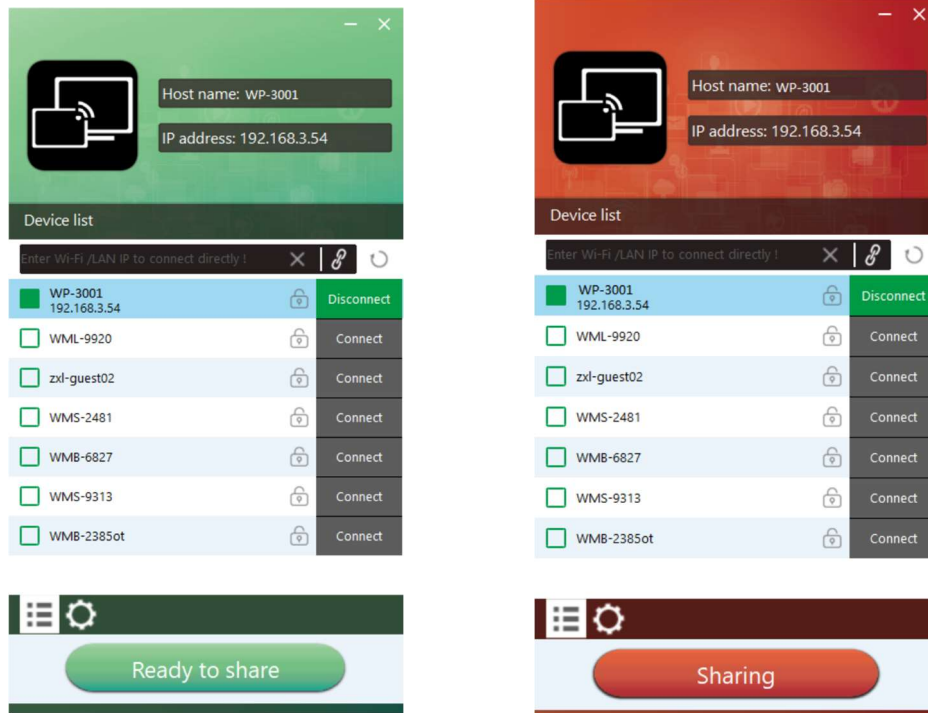 Host name: WP-3001
IP address: 192.168.3.54
Device list
Enter Wi-Fi /LAN IP to connect directly !
WP-3001
192.168.3.54
Disconnect
WML-9920
Connect
zxl-guest02
Connect
WMS-2481
Connect
WMB-6827
Connect
WMS-9313
Connect
WMB-2385ot
Connect
Ready to share
Host name: WP-3001
IP address: 192.168.3.54
Device list
Enter Wi-Fi /LAN IP to connect directly !
WP-3001
192.168.3.54
Disconnect
WML-9920
Connect
zxl-guest02
Connect
WMS-2481
Connect
WMB-6827
Connect
WMS-9313
Connect
WMB-2385ot
Connect
Sharing